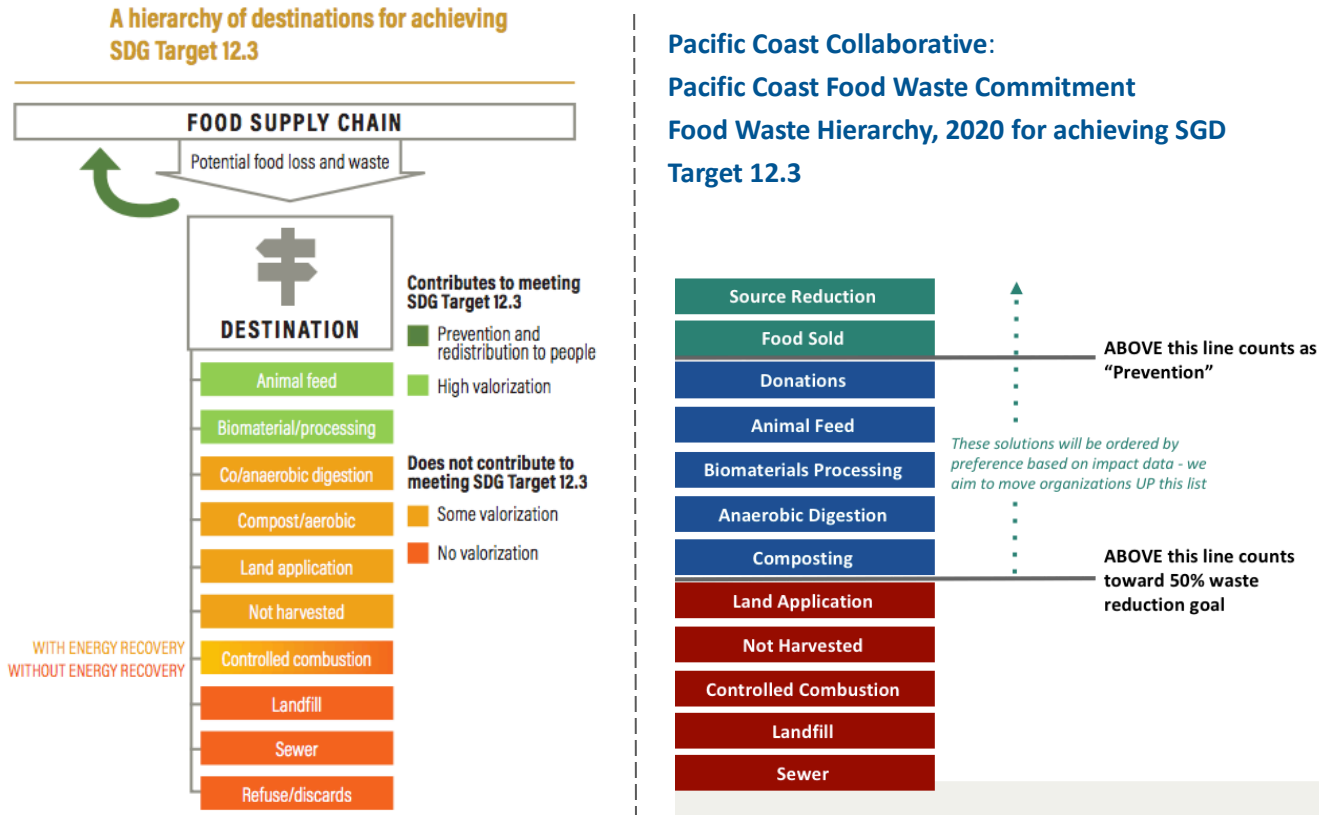 A hierarchy of destinations for achieving
SDG Target 12.3
FOOD SUPPLY CHAIN
Potential food loss and waste
DESTINATION
Contributes to meeting
SDG Target 12.3
Prevention and
redistribution to people
High valorization
Does not contribute to
meeting SDG Target 12.3
Some valorization
No valorization
Animal feed
Biomaterial/processing
Co/anaerobic digestion
Compost/aerobic
Land application
Not harvested
WITH ENERGY RECOVERY
WITHOUT ENERGY RECOVERY
Controlled combustion
Landfill
Sewer
Refuse/discards
Pacific Coast Collaborative:
Pacific Coast Food Waste Commitment
Food Waste Hierarchy, 2020 for achieving SGD
Target 12.3
Source Reduction
Food Sold
ABOVE this line counts as
“Prevention”
Donations
Animal Feed
Biomaterials Processing
Anaerobic Digestion
Composting
These solutions will be ordered by
preference based on impact data - we
aim to move organizations UP this list
ABOVE this line counts
toward 50% waste
reduction goal
Land Application
Not Harvested
Controlled Combustion
Landfill
Sewer